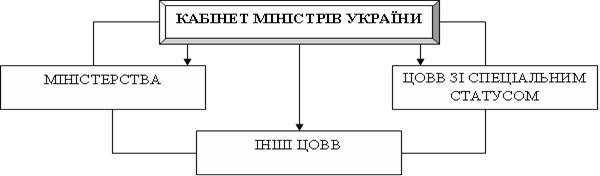 КАБІНЕТ МІНІСТРІВ УКРАЇНИ
МІНІСТЕРСТВА
ЦОВВ ЗІ СПЕЦІАЛЬНИМ
СТАТУСОМ
ІНШІ ЦОВВ